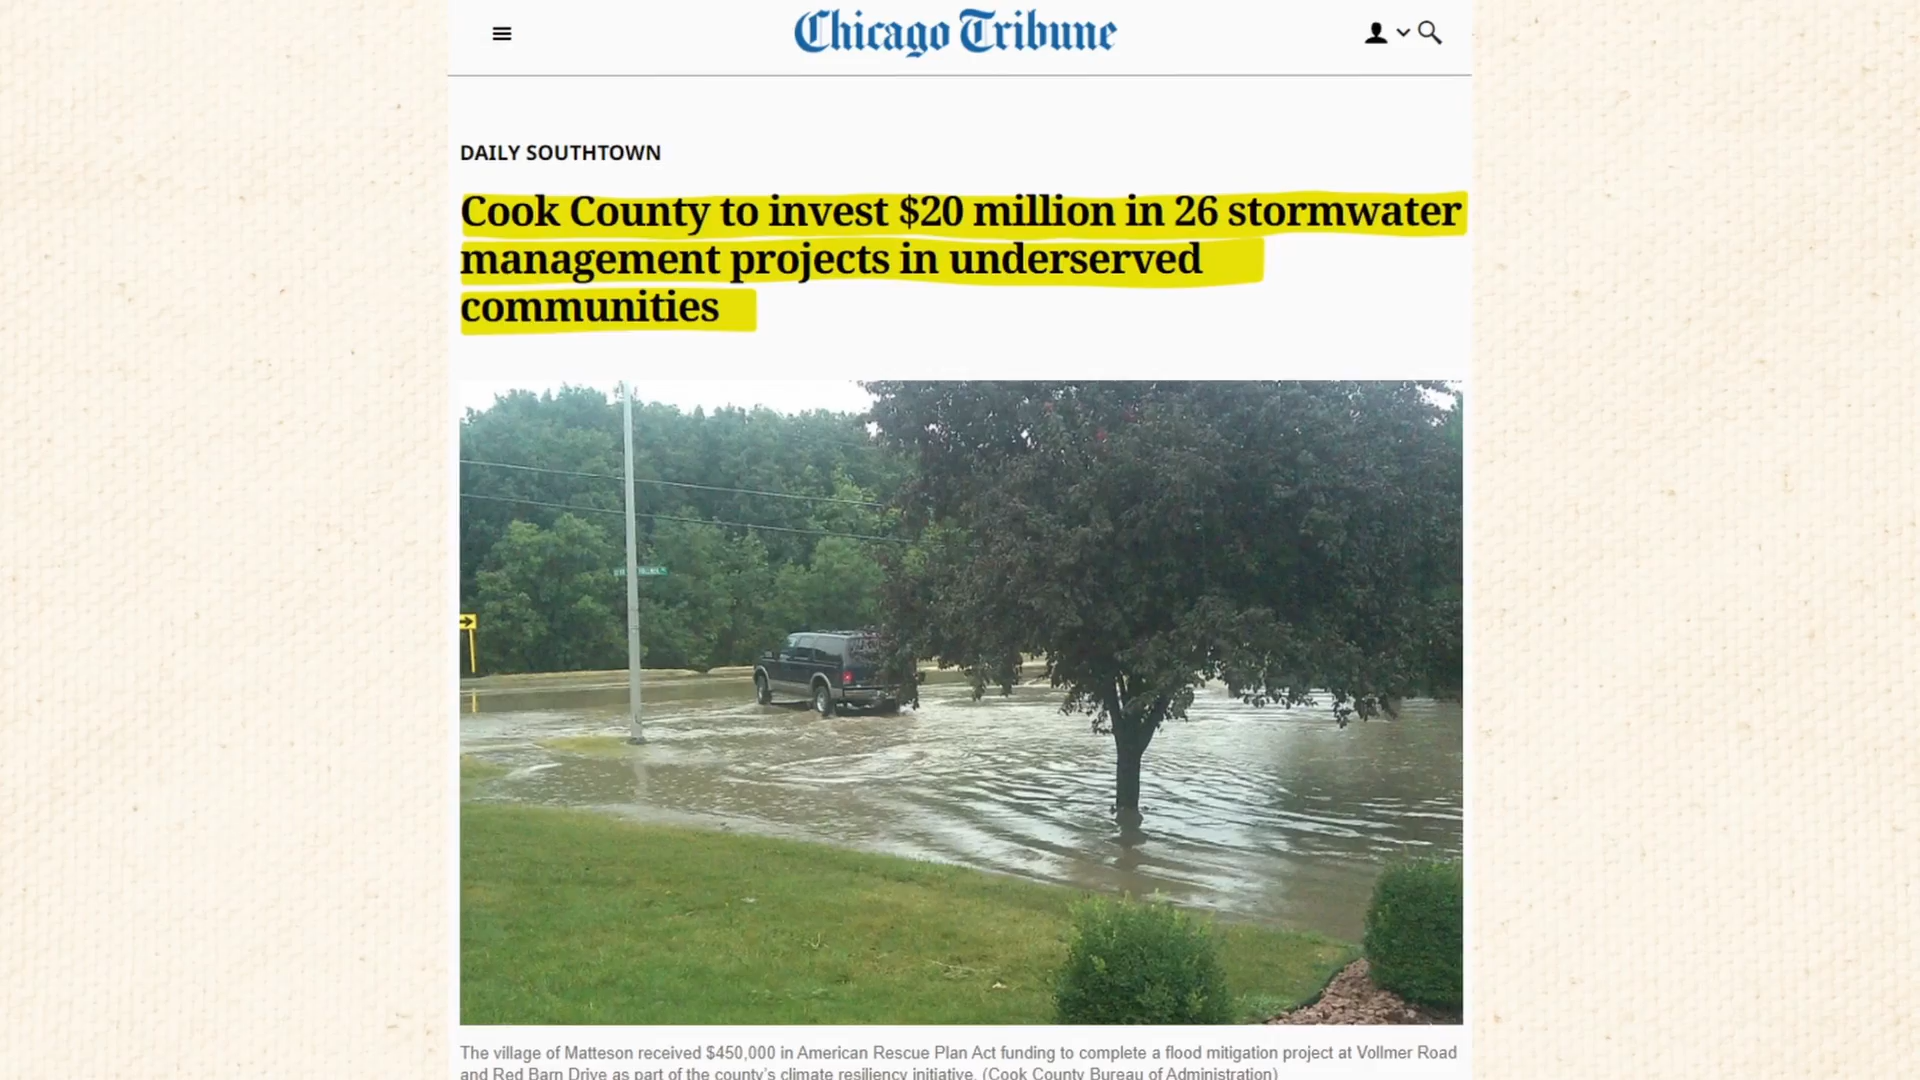 Chicago Tribune
DAILY SOUTHTOWN
Cook County to invest $20 million in 26 stormwater
management projects in underserved
communities
The village of Matteson received $450,000 in American Rescue Plan Act funding to complete a flood mitigation project at Vollmer Road
and Red Barn Drive as part of the county's climate resiliency initiative. (Cook County Bureau of Administration)